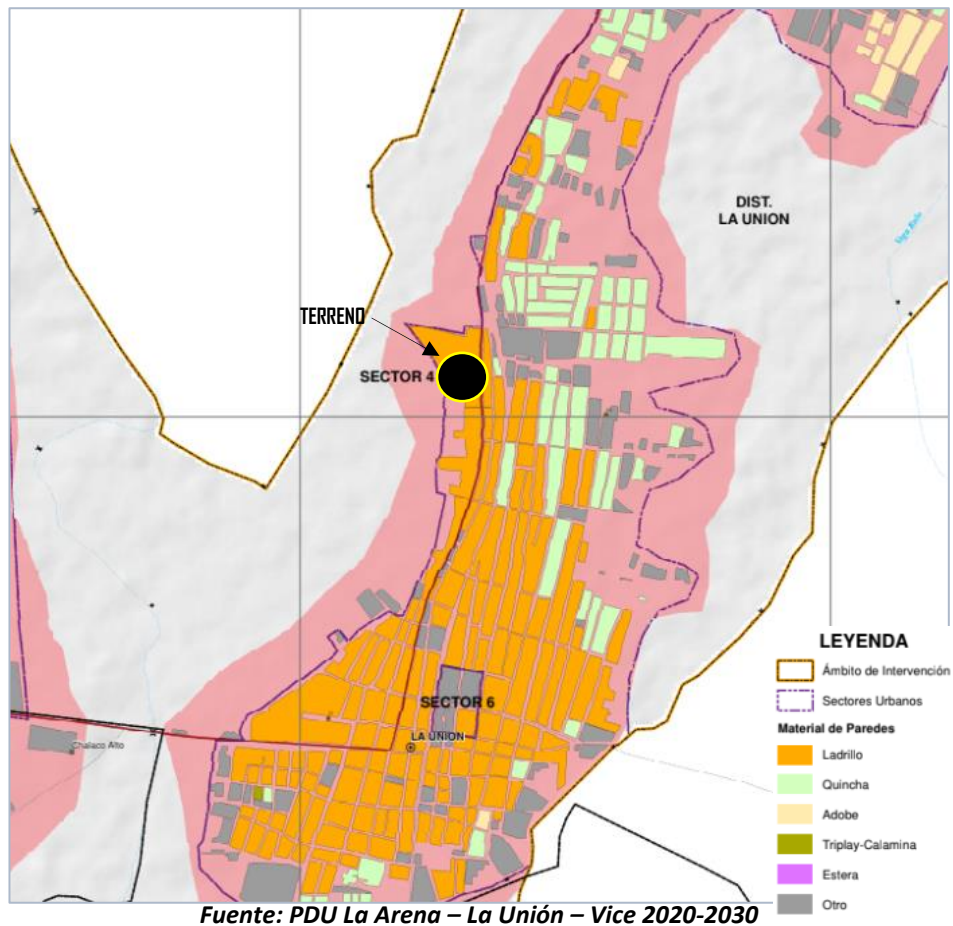 DIST.
LA UNION
TERRENO
SECTOR 4
SECTOR 6
LA UNION
Chalaco Alto
LEYENDA
Ámbito de Intervención
Sectores Urbanos
Material de Paredes
Ladrillo
Quincha
Adobe
Triplay-Calamina
Estera
Otro
Fuente: PDU La Arena – La Unión – Vice 2020-2030